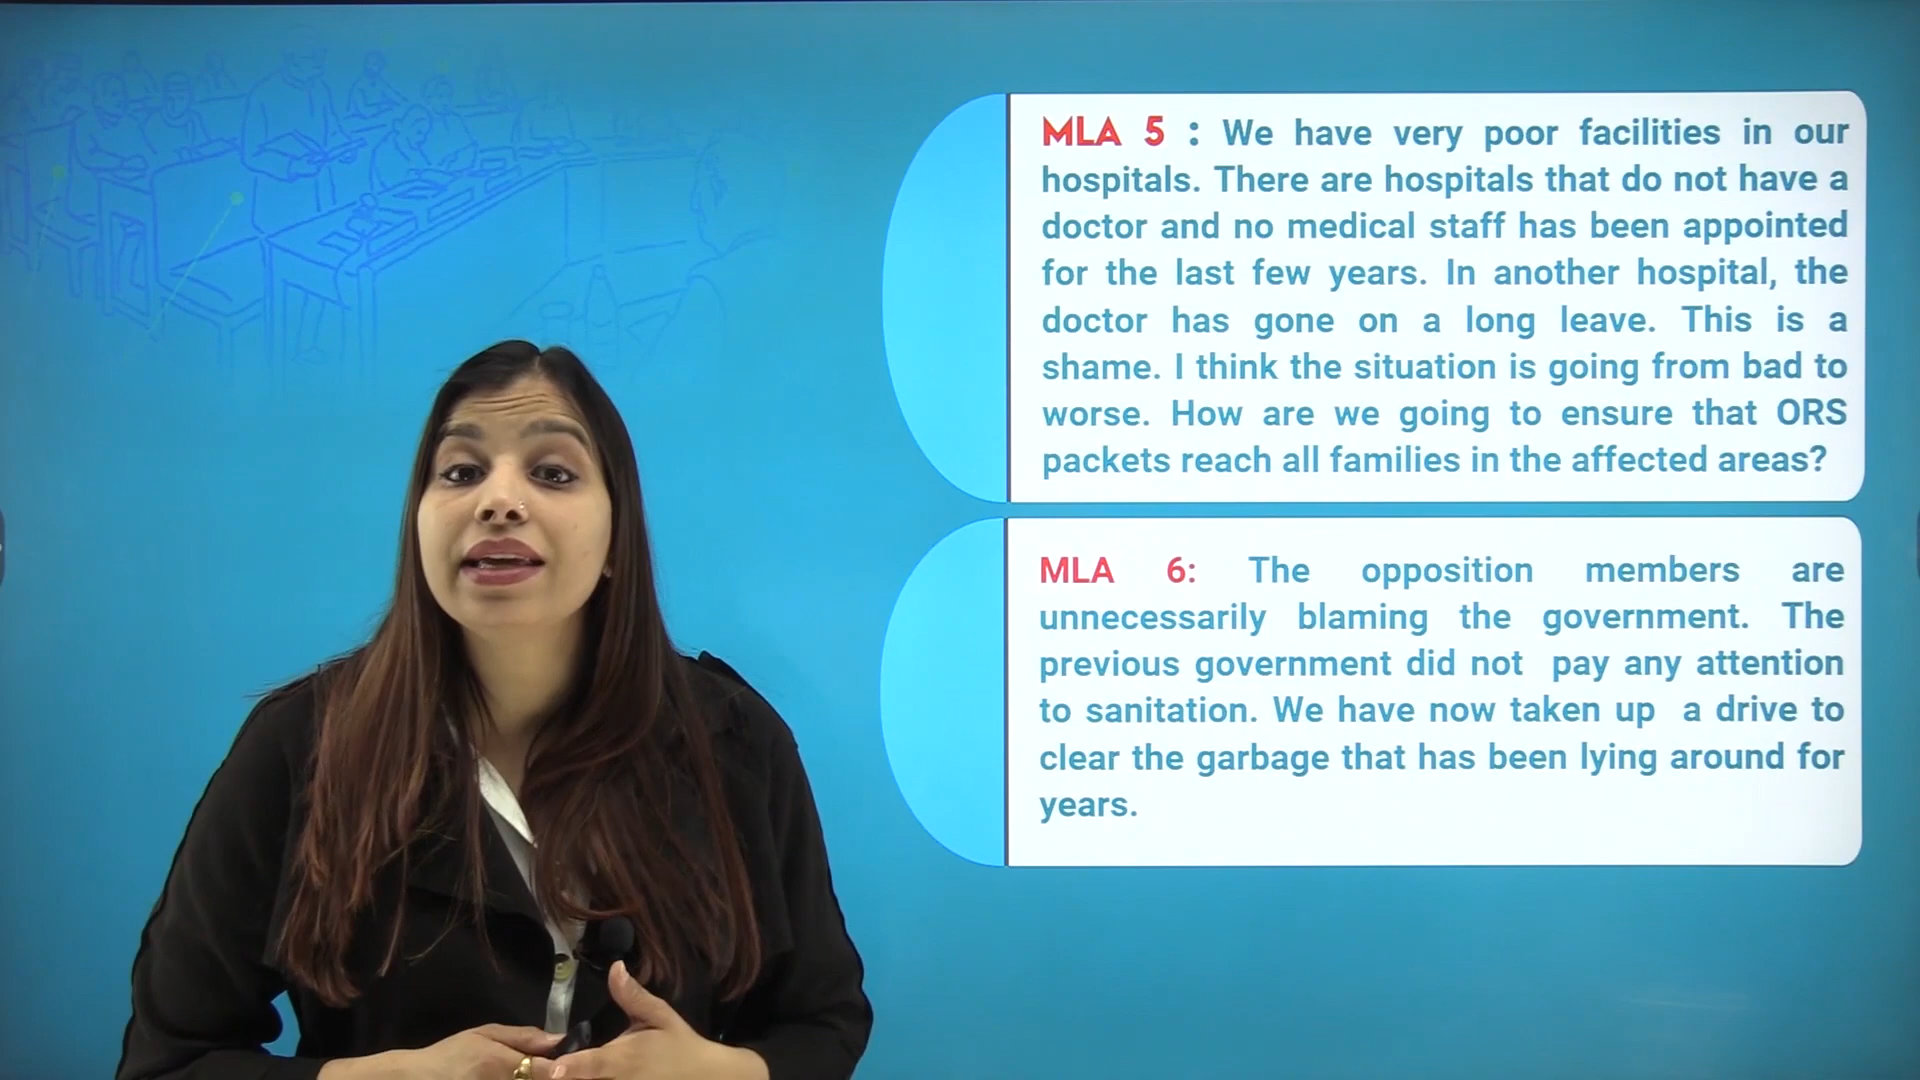 MLA 5 : We have very poor facilities in our
hospitals. There are hospitals that do not have a
doctor and no medical staff has been appointed
for the last few years. In another hospital, the
doctor has gone on a long leave. This is a
shame. I think the situation is going from bad to
worse. How are we going to ensure that ORS
packets reach all families in the affected areas?
MLA 6: The opposition members are
unnecessarily blaming the government. The
previous government did not pay any attention
to sanitation. We have now taken up a drive to
clear the garbage that has been lying around for
years.